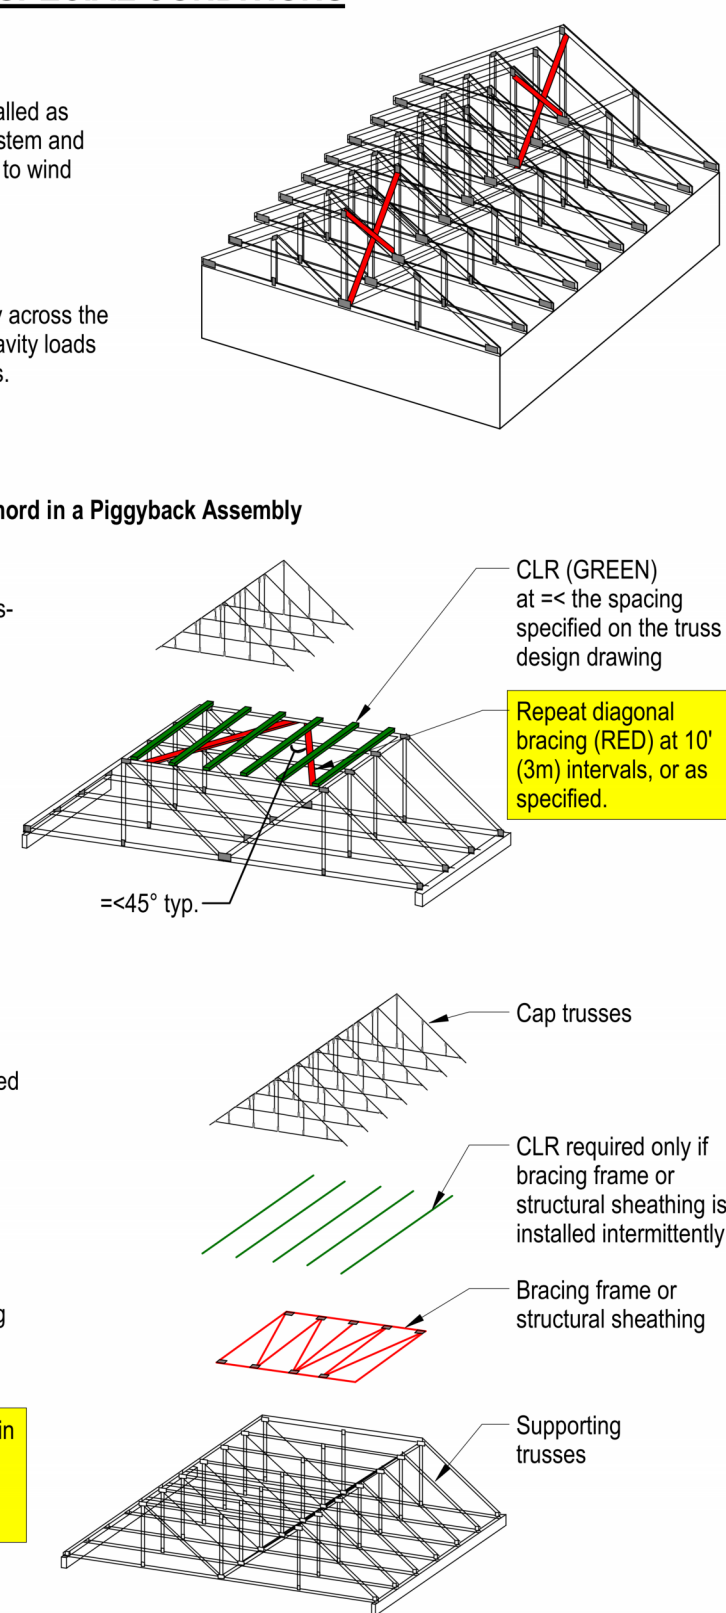 alled as
stem and
to wind
across the
avity loads
s.
nord in a Piggyback Assembly
s-
CLR (GREEN)
at =< the spacing
specified on the truss
design drawing
Repeat diagonal
bracing (RED) at 10'
(3m) intervals, or as
specified.
=<45° typ.
Cap trusses
ed
CLR required only if
bracing frame or
structural sheathing is
installed intermittently
Bracing frame or
structural sheathing
g
in
Supporting
trusses